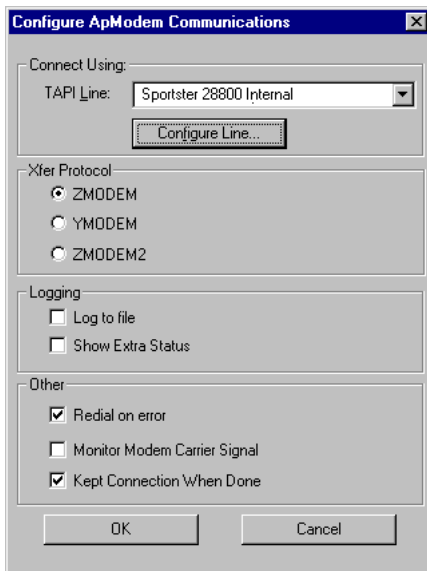 Configure ApModem Communications
Connect Using:
TAPI Line: Sportster 28800 Internal
Configure Line...
Xfer Protocol
ZMODEM
YMODEM
ZMODEM2
Logging
Log to file
Show Extra Status
Other
Redial on error
Monitor Modem Carrier Signal
Kept Connection When Done
OK Cancel